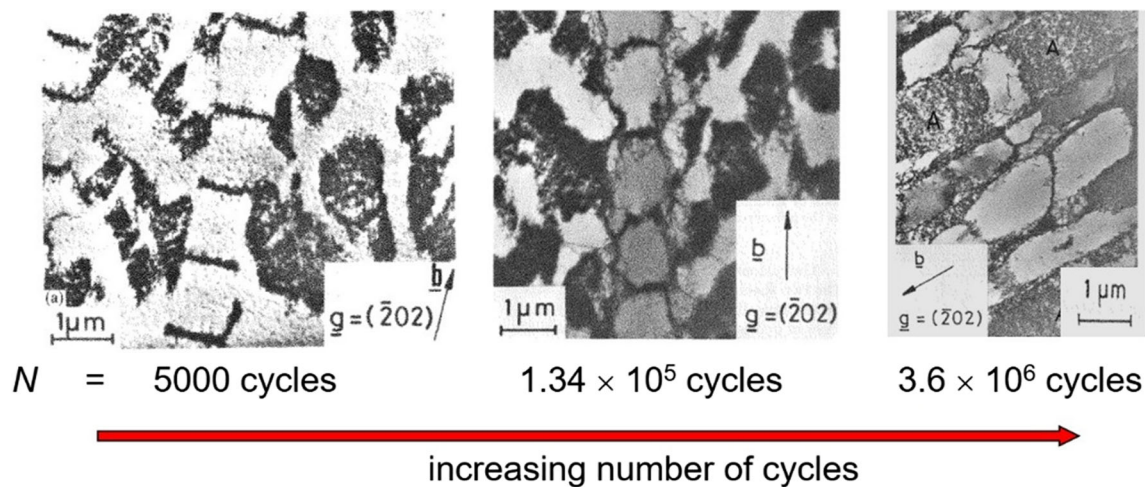 (a)
1μm
b
g = (2̄02)
1μm
b
g = (2̄02)
A
A
b
g = (2̄02)
1 μm
N = 5000 cycles
1.34 × 10⁵ cycles
3.6 × 10⁶ cycles
increasing number of cycles